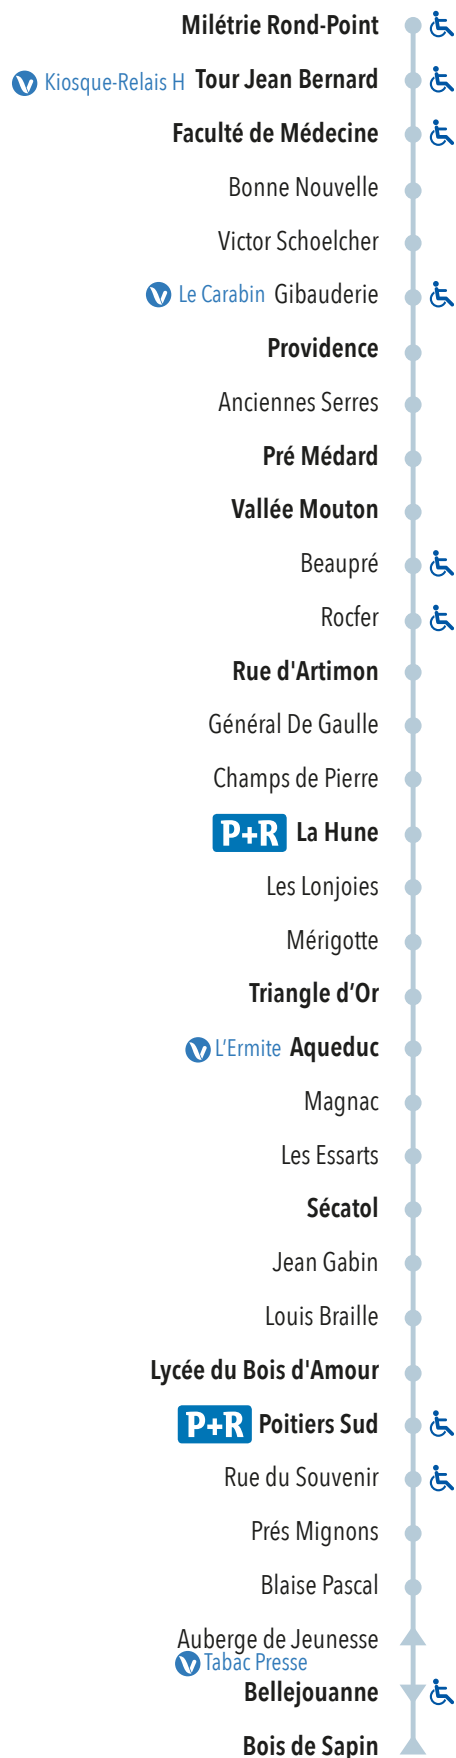 Milétrie Rond-Point
Kiosque-Relais H Tour Jean Bernard
Faculté de Médecine
Bonne Nouvelle
Victor Schoelcher
Le Carabin Gibauderie
Providence
Anciennes Serres
Pré Médard
Vallée Mouton
Beaupré
Rocfer
Rue d'Artimon
Général De Gaulle
Champs de Pierre
P+R La Hune
Les Lonjoies
Mérigotte
Triangle d’Or
L’Ermite Aqueduc
Magnac
Les Essarts
Sécatol
Jean Gabin
Louis Braille
Lycée du Bois d'Amour
P+R Poitiers Sud
Rue du Souvenir
Prés Mignons
Blaise Pascal
Auberge de Jeunesse
Tabac Presse
Bellejouanne
Bois de Sapin